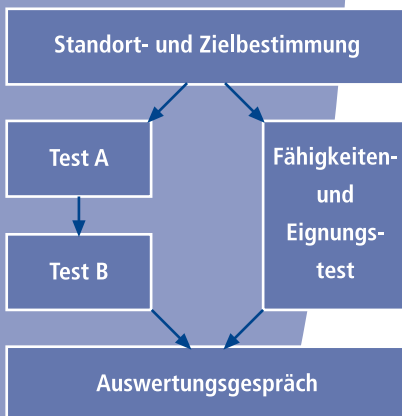 Standort- und Zielbestimmung
Test A
Test B
Fähigkeiten-
und
Eignungs-
test
Auswertungsgespräch